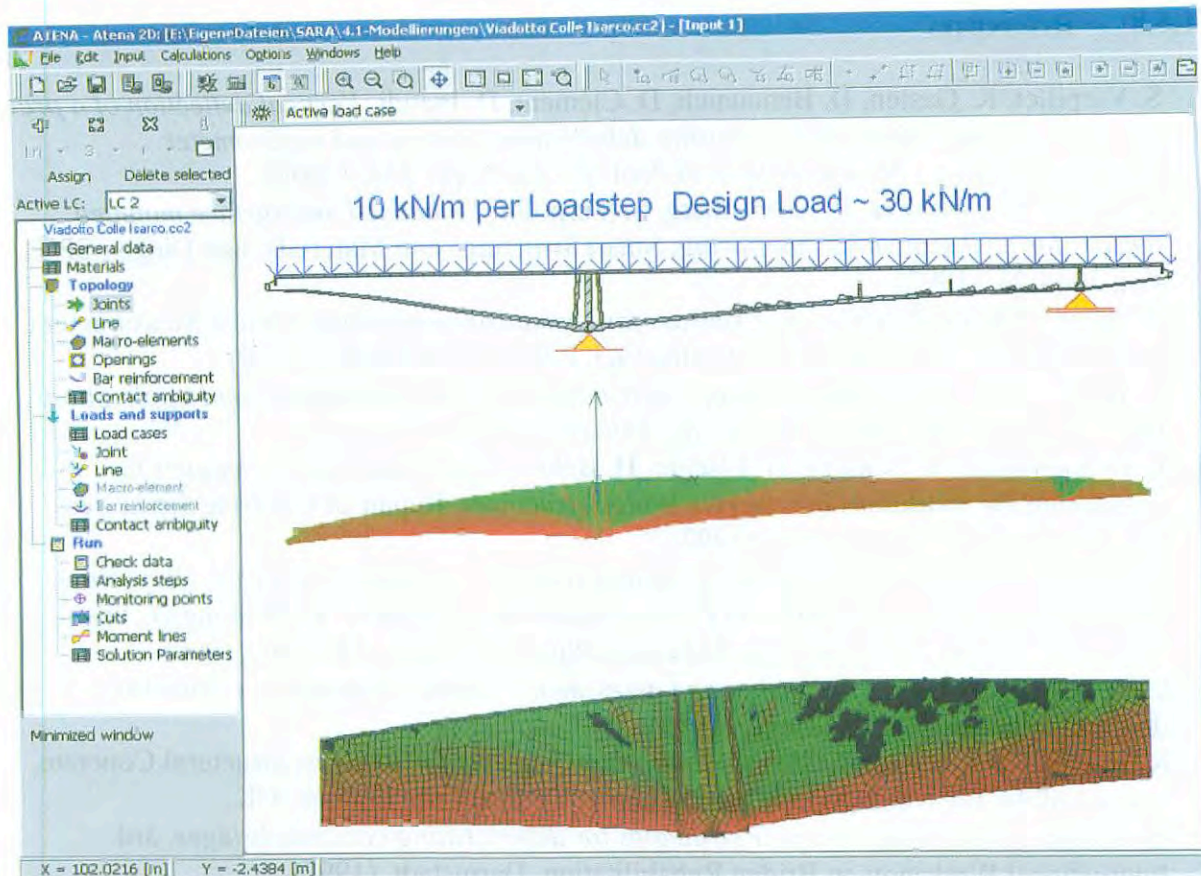 ATENA - Atena 2D: [E:\EigeneDateien\SARA\4.1-Modellierungen\Viadotto Colle Isarco.cc2] - [Input 1]
File Edit Input Calculations Options Windows Help
Active load case
Assign Delete selected
Active LC: LC 2
Viadotto Colle Isarco.cc2
General data
Materials
Topology
Joints
Line
Macro-elements
Openings
Bar reinforcement
Contact ambiguity
Loads and supports
Load cases
Joint
Line
Macro-element
Bar reinforcement
Contact ambiguity
Run
Check data
Analysis steps
Monitoring points
Cuts
Moment lines
Solution Parameters
Minimized window
10 kN/m per Loadstep Design Load ~ 30 kN/m
X = 102.0216 [m] Y = -2.4384 [m]